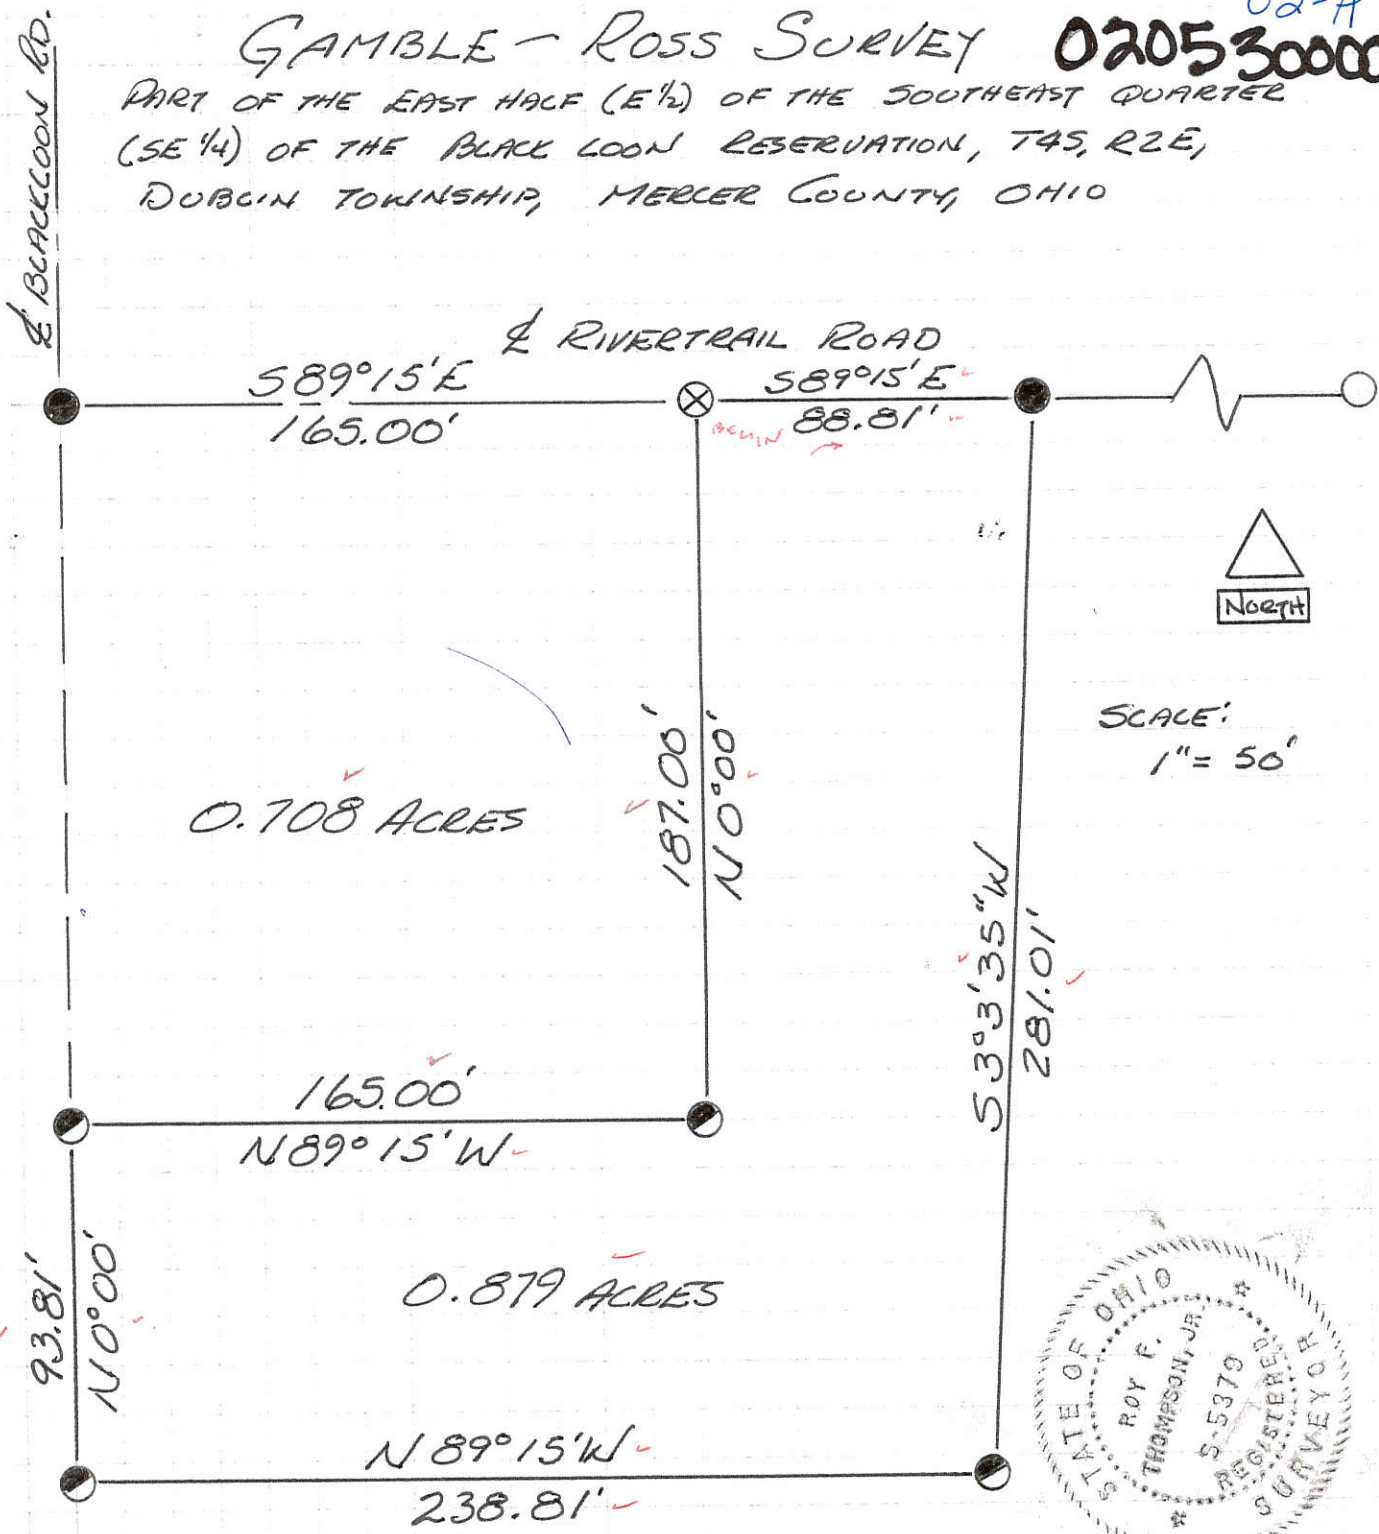 02-A
GAMBLE - ROSS SURVEY 0205300000
PART OF THE EAST HALF (E 1/2) OF THE SOUTHEAST QUARTER
(SE 1/4) OF THE BLACK LOON RESERVATION, T4S, R2E,
DUBLIN TOWNSHIP, MERCER COUNTY, OHIO
℄ BLACKLOON RD.
℄ RIVERTRAIL ROAD
S89°15'E
165.00'
S89°15'E
88.81'
BEGIN
NORTH
SCALE:
1" = 50'
187.00'
N0°00'
0.708 ACRES
S3°3'35"W
281.01'
165.00'
N89°15'W
93.81'
N0°00'
0.879 ACRES
N89°15'W
238.81'
STATE OF OHIO
ROY F.
THOMPSON, JR.
S-5379
REGISTERED
SURVEYOR